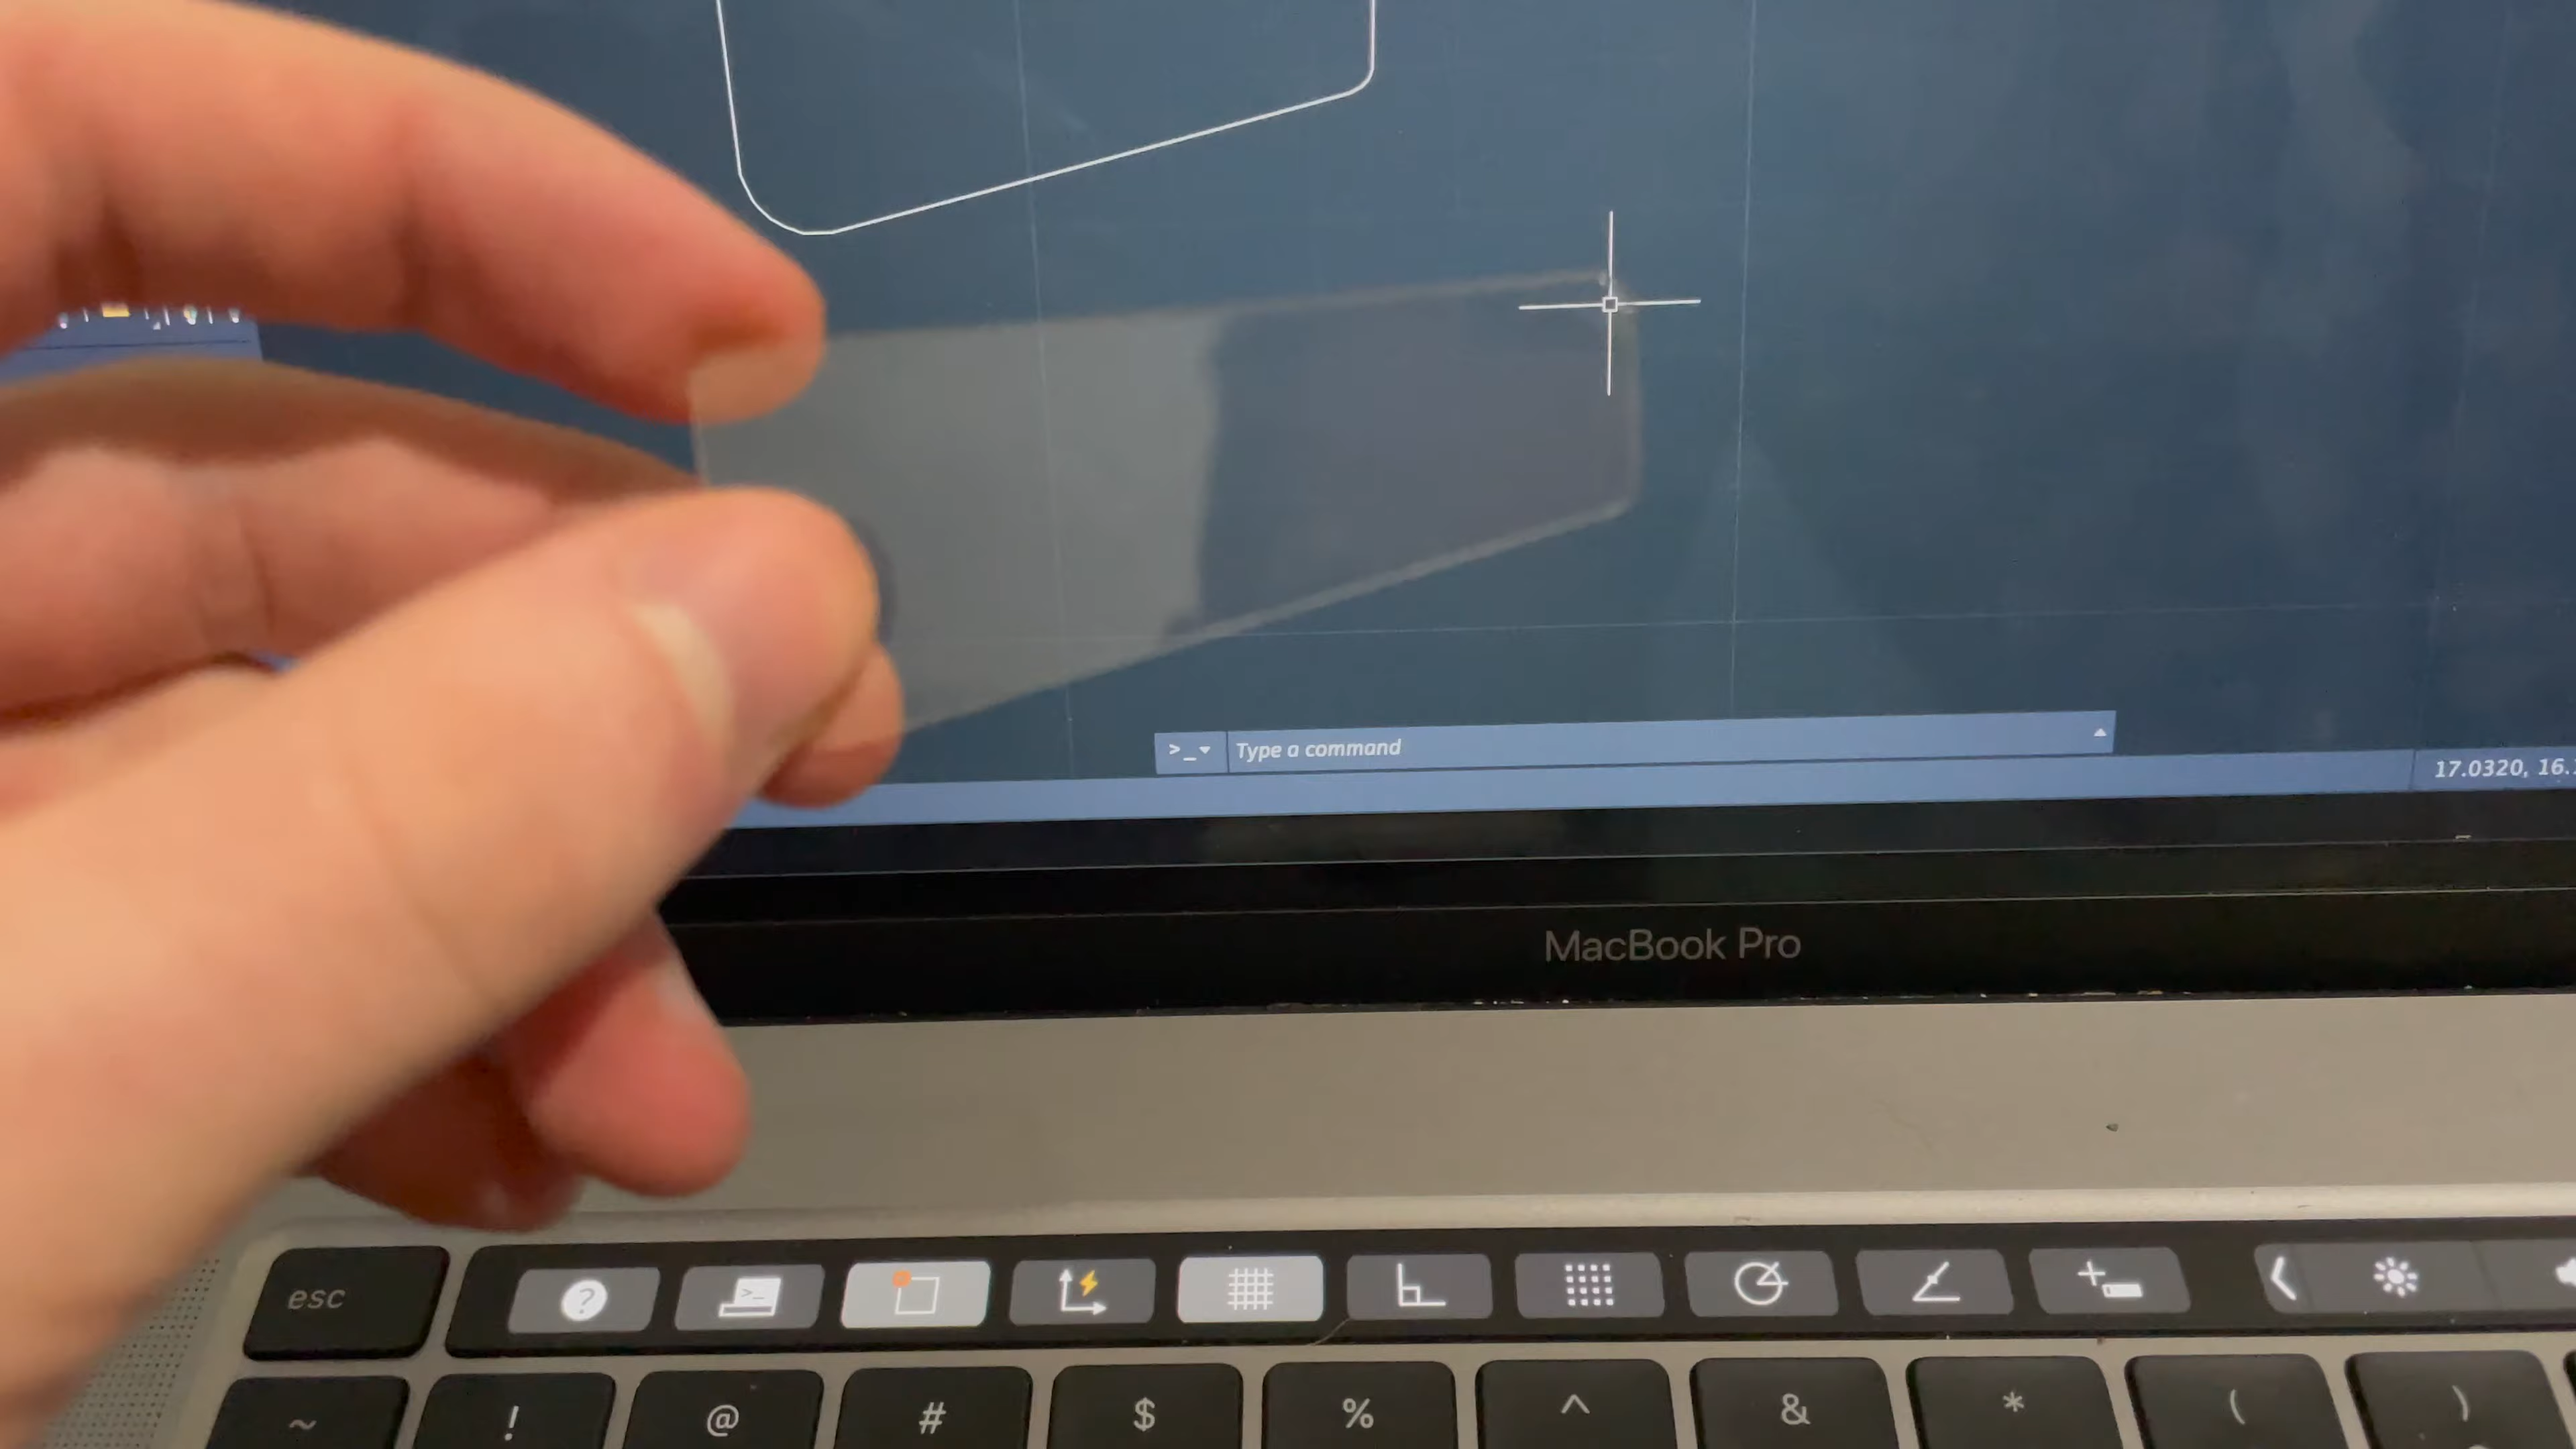 >_ Type a command
17.0320, 16.
MacBook Pro
esc ? >_
~ ! @ # $ % ^ & * ( )